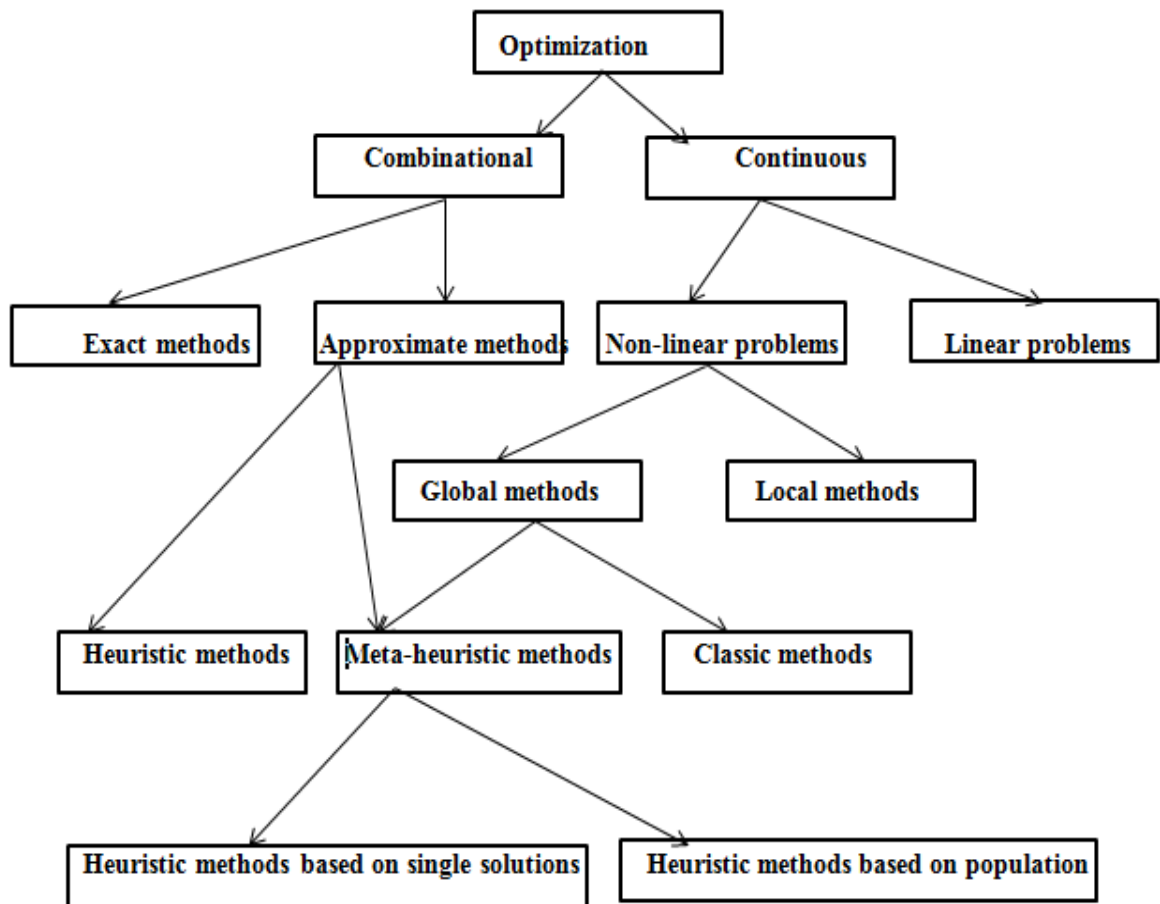 Optimization
Combinational
Continuous
Exact methods
Approximate methods
Non-linear problems
Linear problems
Global methods
Local methods
Heuristic methods
Meta-heuristic methods
Classic methods
Heuristic methods based on single solutions
Heuristic methods based on population